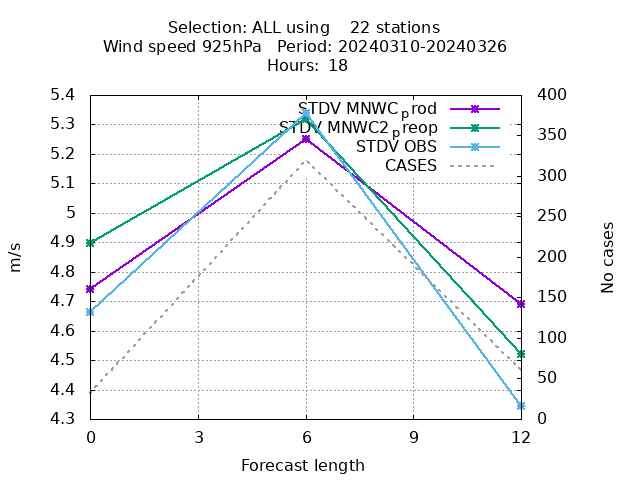 Selection: ALL using    22 stations
Wind speed 925hPa   Period: 20240310-20240326
Hours:  18
STDV MNWC_prod
STDV MNWC2_preop
STDV OBS
CASES
5.4
5.3
5.2
5.1
5
4.9
4.8
4.7
4.6
4.5
4.4
4.3
m/s
400
350
300
250
200
150
100
50
0
No cases
0 3 6 9 12
Forecast length